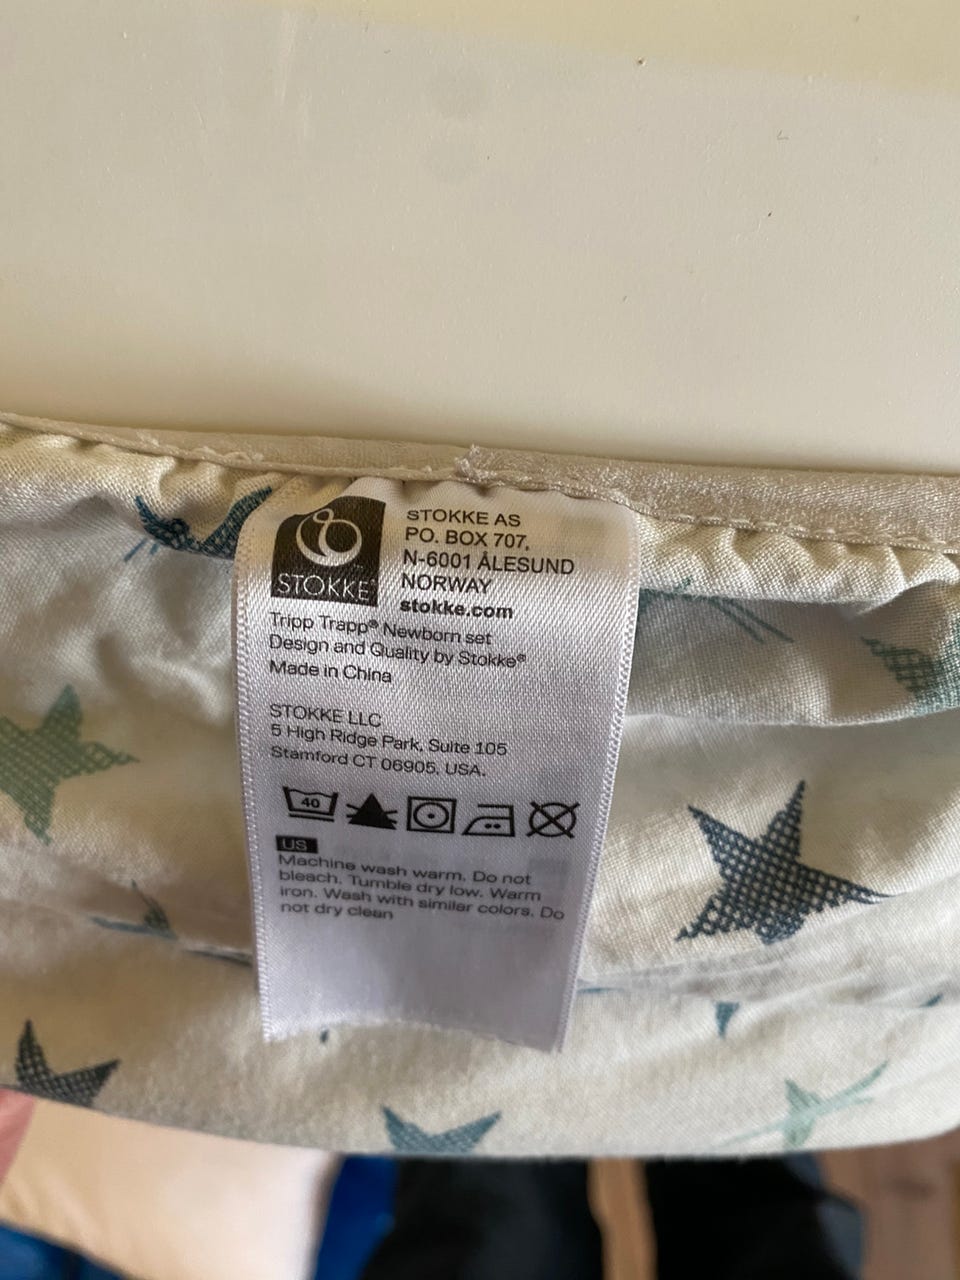 STOKKE
STOKKE AS
PO. BOX 707,
N-6001 ÅLESUND
NORWAY
stokke.com
Tripp Trapp® Newborn set
Design and Quality by Stokke®
Made in China
STOKKE LLC
5 High Ridge Park, Suite 105
Stamford CT 06905, USA.
40
US
Machine wash warm. Do not
bleach. Tumble dry low. Warm
iron. Wash with similar colors. Do
not dry clean